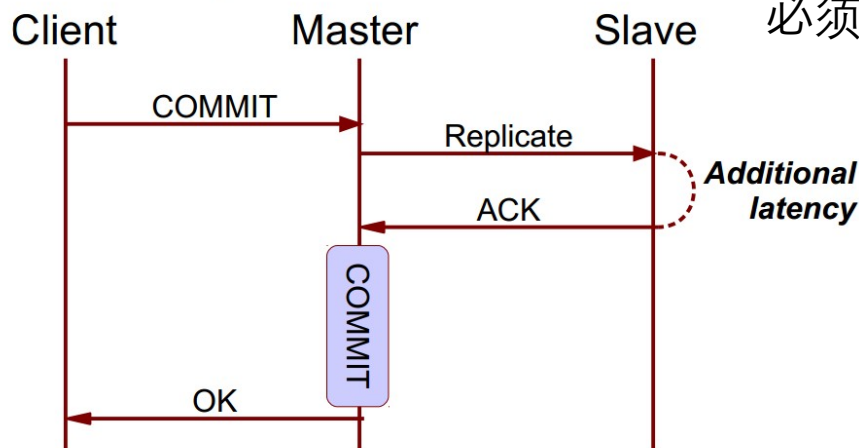 Client
Master
Slave
必须
COMMIT
Replicate
Additional
latency
ACK
COMMIT
OK